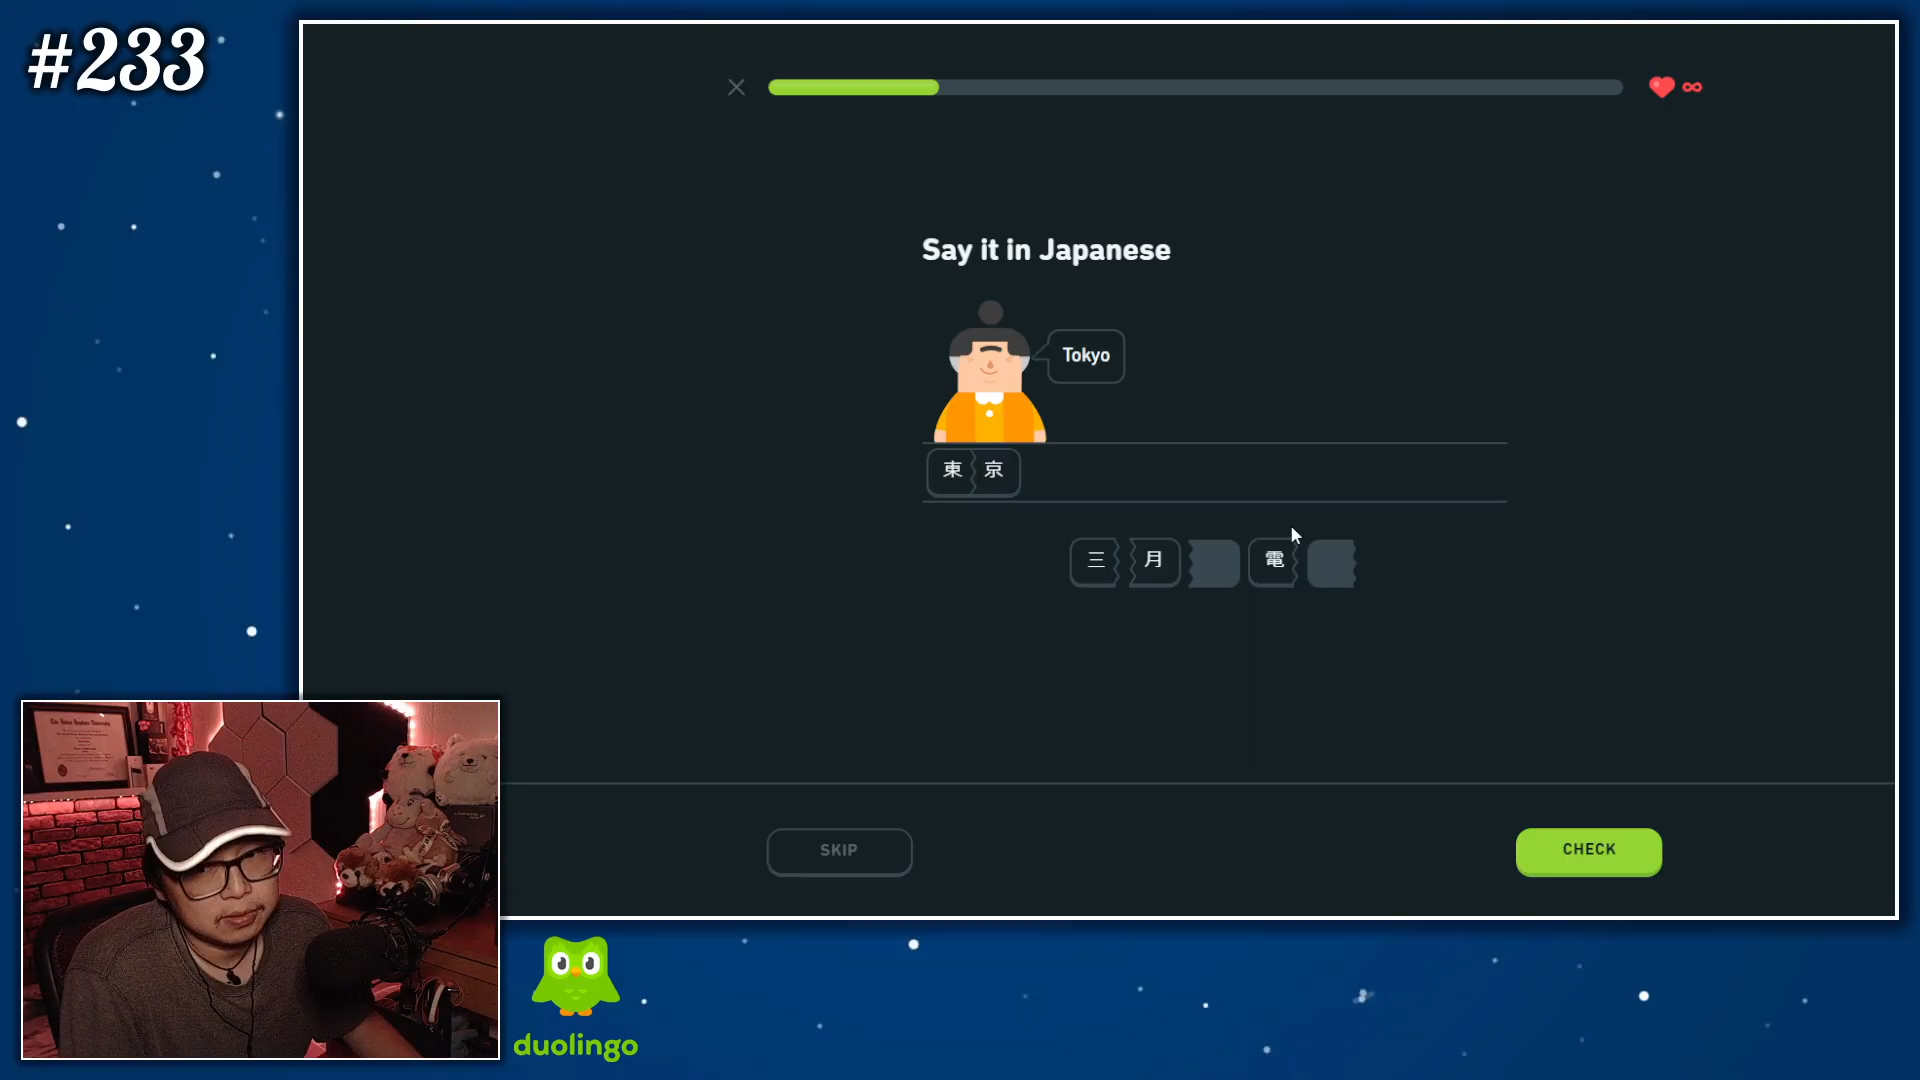 #233
∞
Say it in Japanese
Tokyo
東 京
三 月 電
SKIP
CHECK
duolingo